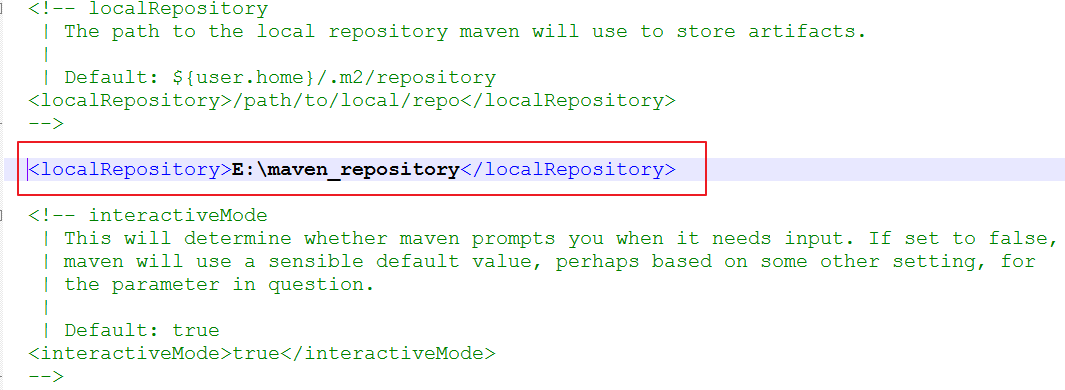 <!-- localRepository
| The path to the local repository maven will use to store artifacts.
|
| Default: ${user.home}/.m2/repository
<localRepository>/path/to/local/repo</localRepository>
-->
<localRepository>E:\maven_repository</localRepository>
<!-- interactiveMode
| This will determine whether maven prompts you when it needs input. If set to false,
| maven will use a sensible default value, perhaps based on some other setting, for
| the parameter in question.
|
| Default: true
<interactiveMode>true</interactiveMode>
-->